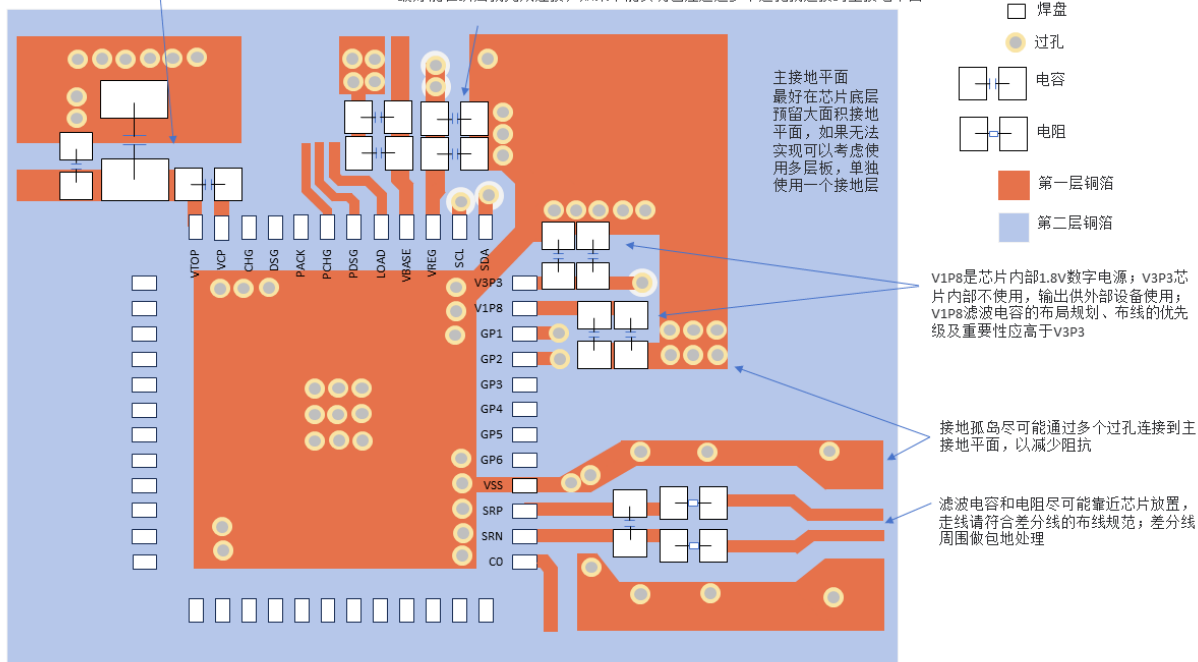 焊盘
过孔
电容
电阻
第一层铜箔
第二层铜箔
主接地平面
最好在芯片底层
预留大面积接地
平面，如果无法
实现可以考虑使
用多层板，单独
使用一个接地层
VTOP
VCP
CHG
DSG
PACK
PCHG
PDSG
LOAD
VBASE
VREG
SCL
SDA
V3P3
V1P8
GP1
GP2
GP3
GP4
GP5
GP6
VSS
SRP
SRN
C0
V1P8是芯片内部1.8V数字电源；V3P3芯
片内部不使用，输出供外部设备使用；
V1P8滤波电容的布局规划、布线的优先
级及重要性应高于V3P3
接地孤岛尽可能通过多个过孔连接到主
接地平面，以减少阻抗
滤波电容和电阻尽可能靠近芯片放置，
走线请符合差分线的布线规范；差分线
周围做包地处理